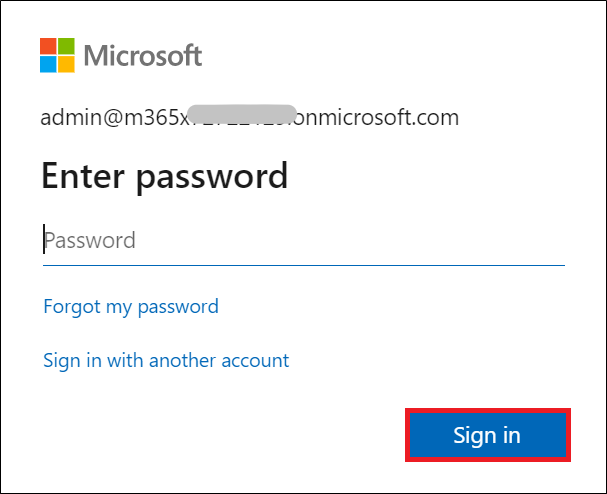 Microsoft
admin@m365x onmicrosoft.com
Enter password
Password
Forgot my password
Sign in with another account
Sign in